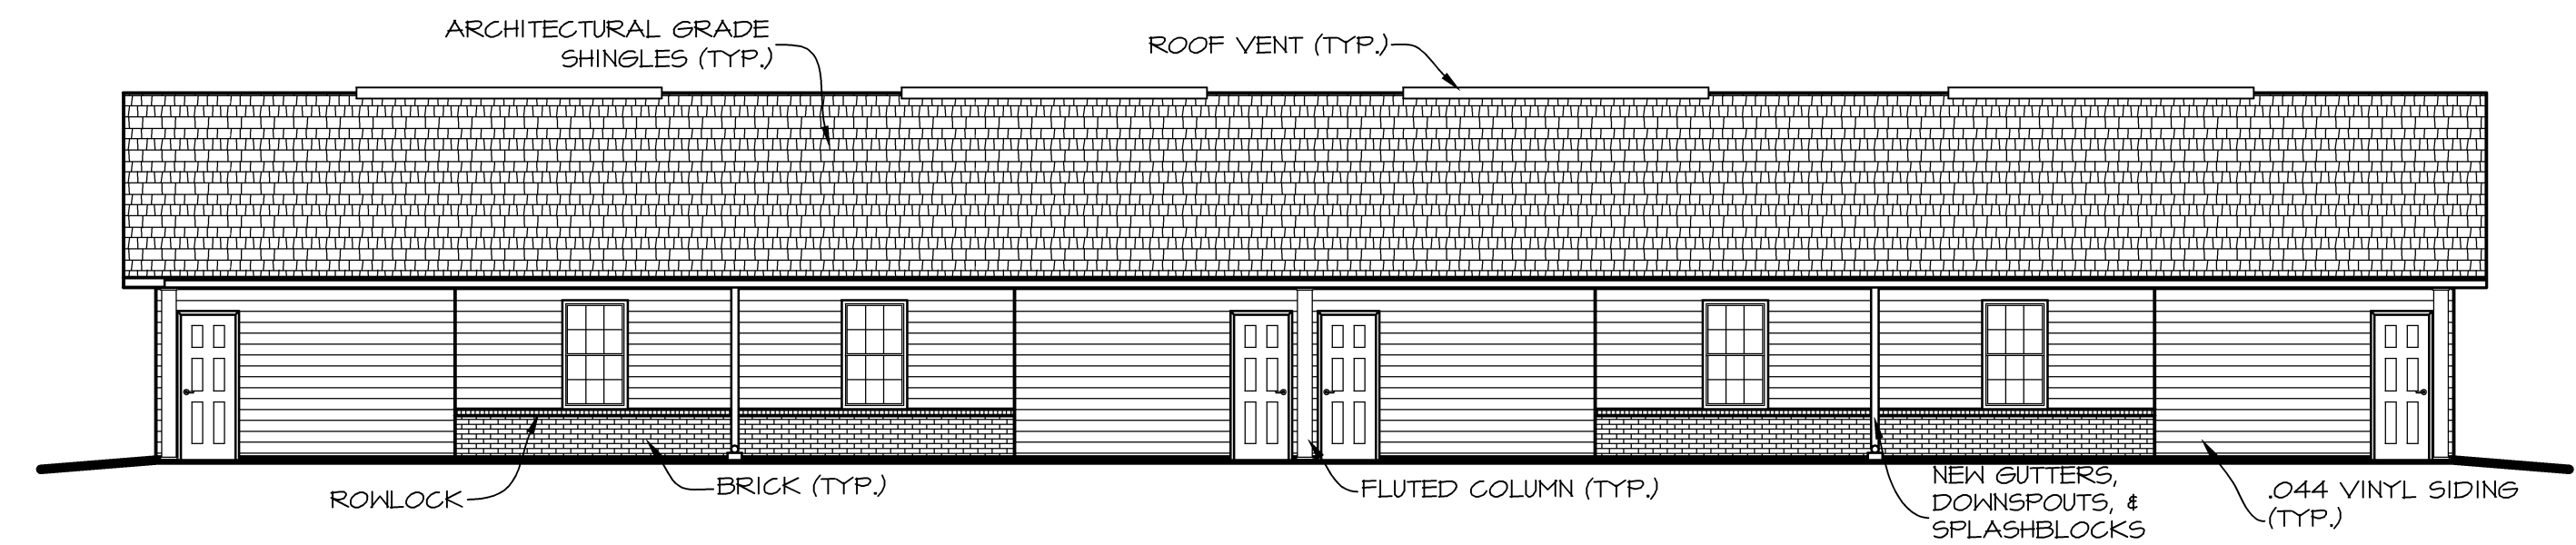 ARCHITECTURAL GRADE
SHINGLES (TYP.)
ROOF VENT (TYP.)
ROWLOCK
BRICK (TYP.)
FLUTED COLUMN (TYP.)
NEW GUTTERS,
DOWNSPOUTS, &
SPLASHBLOCKS
.044 VINYL SIDING
(TYP.)